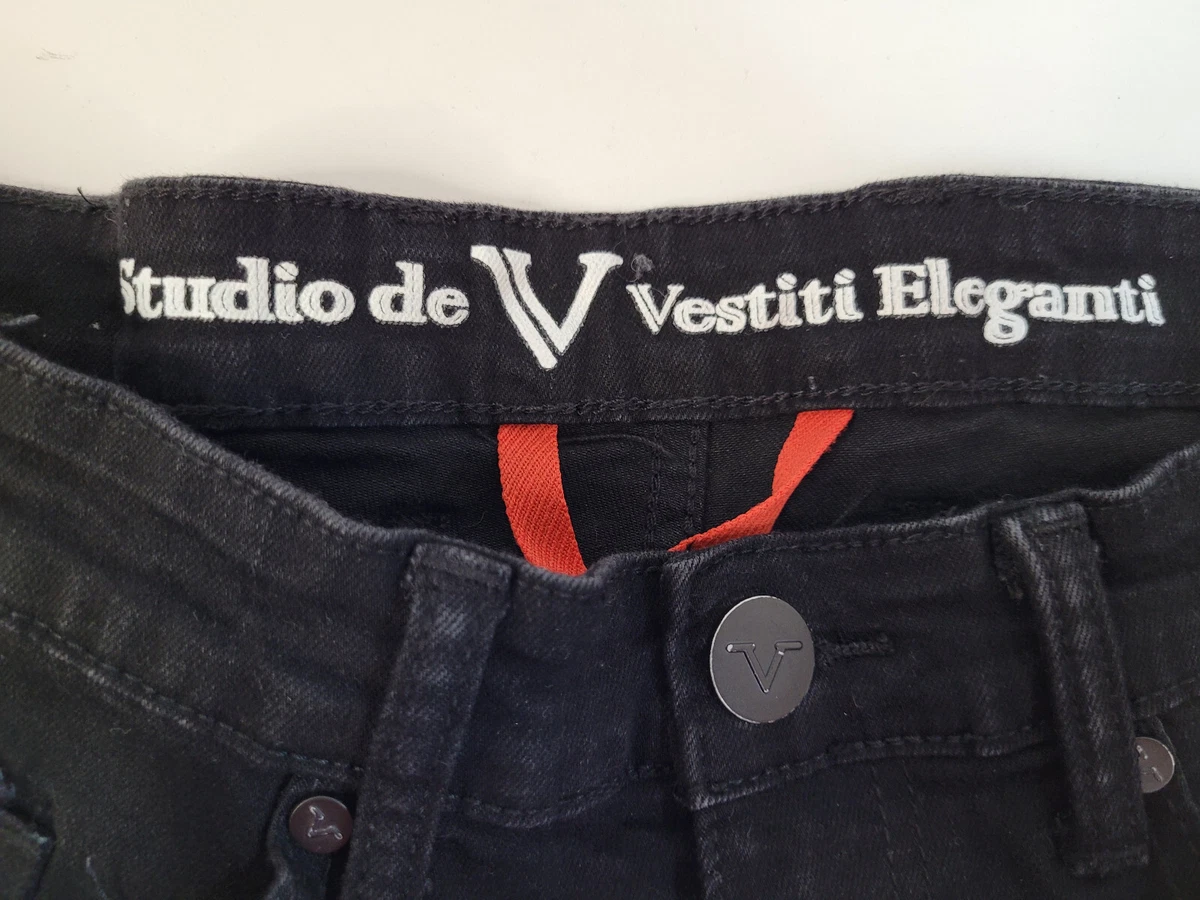 Studio de V Vestiti Eleganti
V